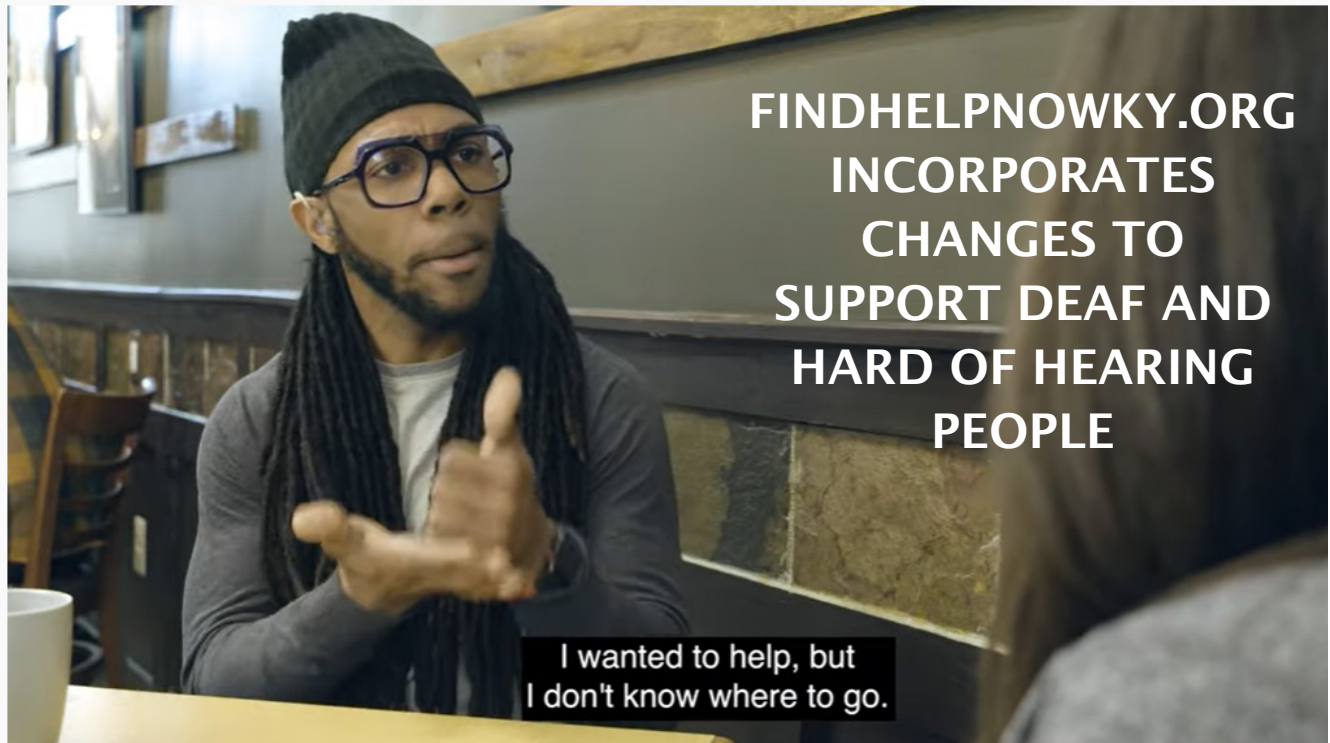 FINDHELPNOWKY.ORG
INCORPORATES
CHANGES TO
SUPPORT DEAF AND
HARD OF HEARING
PEOPLE
I wanted to help, but
I don't know where to go.